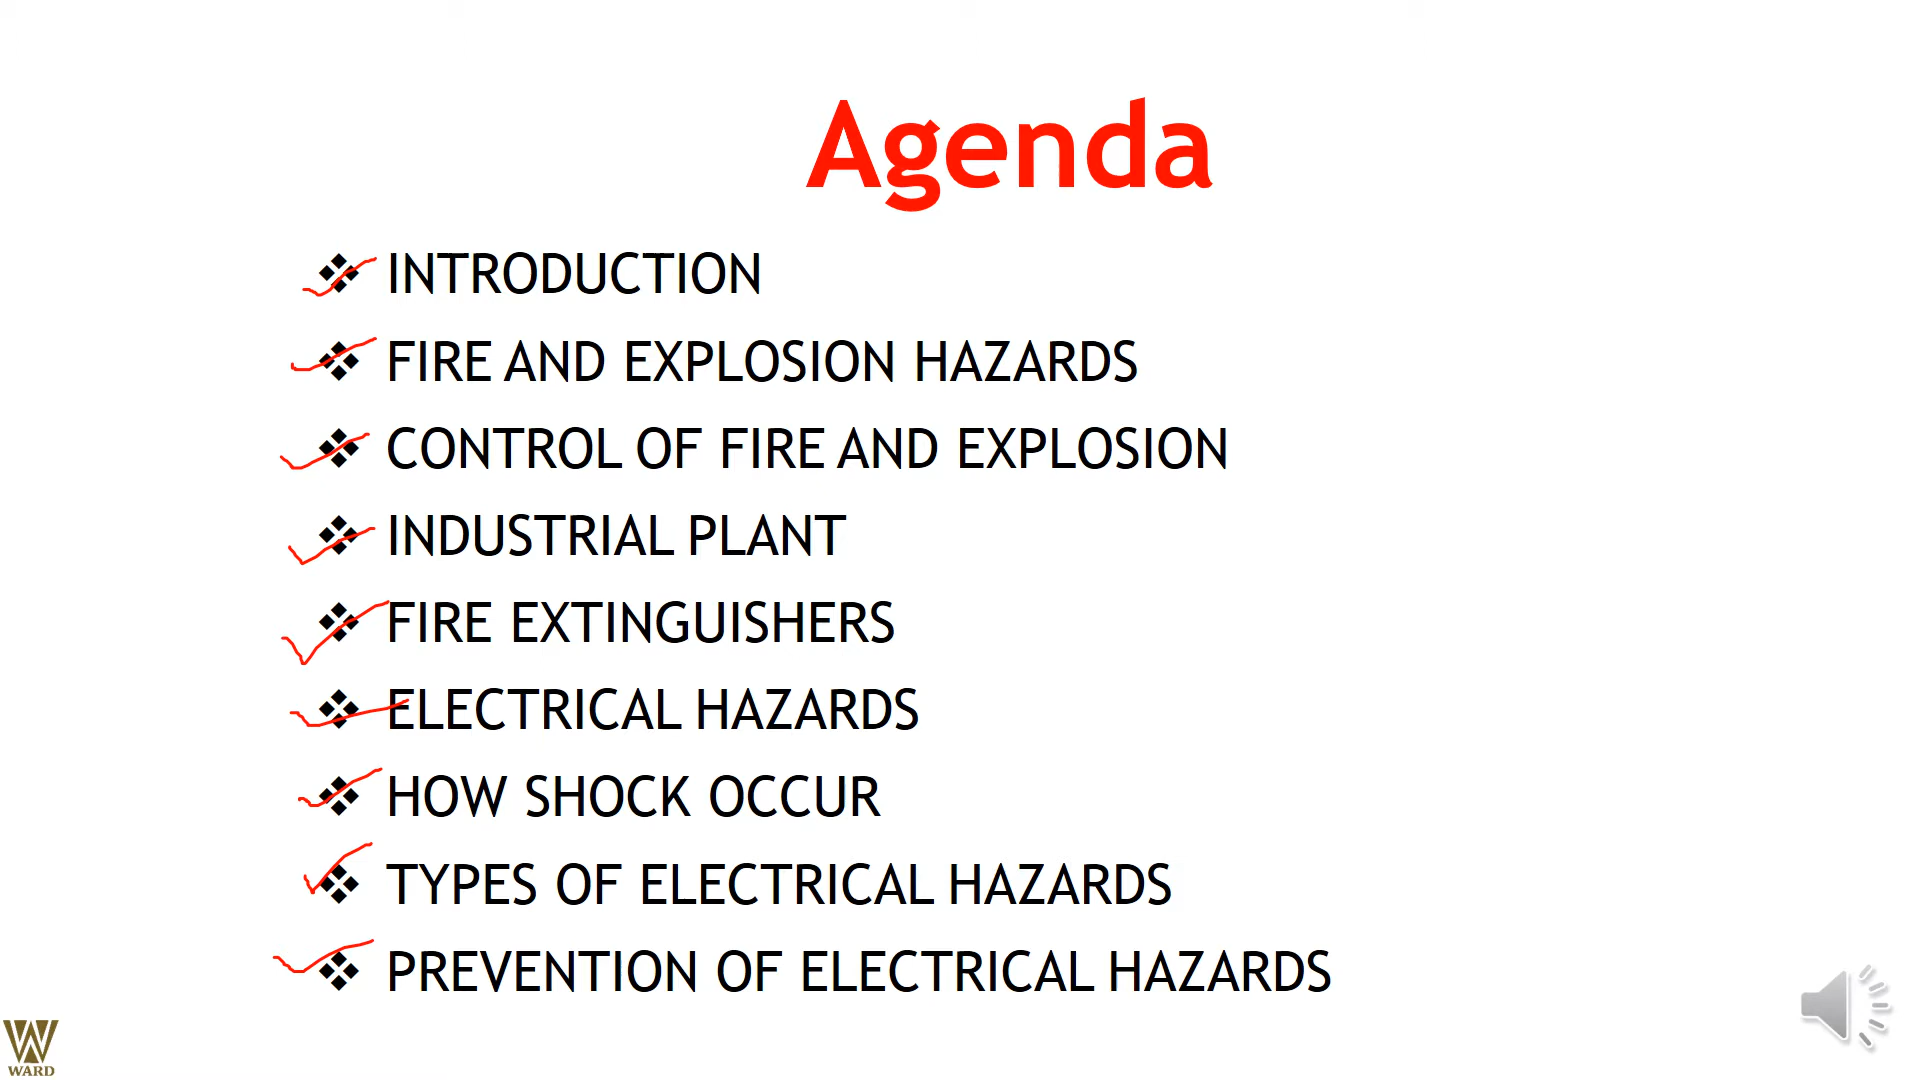 Agenda
INTRODUCTION
FIRE AND EXPLOSION HAZARDS
CONTROL OF FIRE AND EXPLOSION
INDUSTRIAL PLANT
FIRE EXTINGUISHERS
ELECTRICAL HAZARDS
HOW SHOCK OCCUR
TYPES OF ELECTRICAL HAZARDS
PREVENTION OF ELECTRICAL HAZARDS
WARD